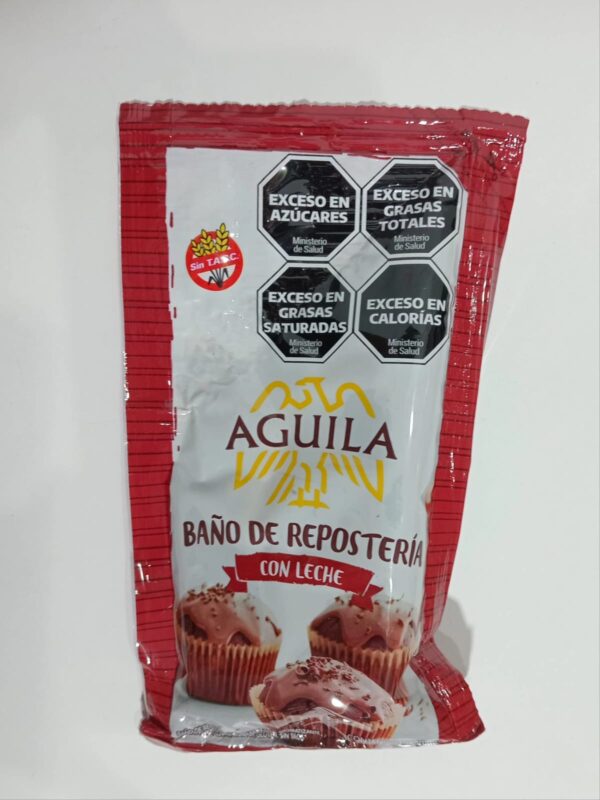 EXCESO EN
AZÚCARES
Ministerio
de Salud
EXCESO EN
GRASAS
TOTALES
Ministerio
de Salud
EXCESO EN
GRASAS
SATURADAS
Ministerio
de Salud
EXCESO EN
CALORÍAS
Ministerio
de Salud
Sin T.A.C.C.
AGUILA
BAÑO DE REPOSTERÍA
CON LECHE